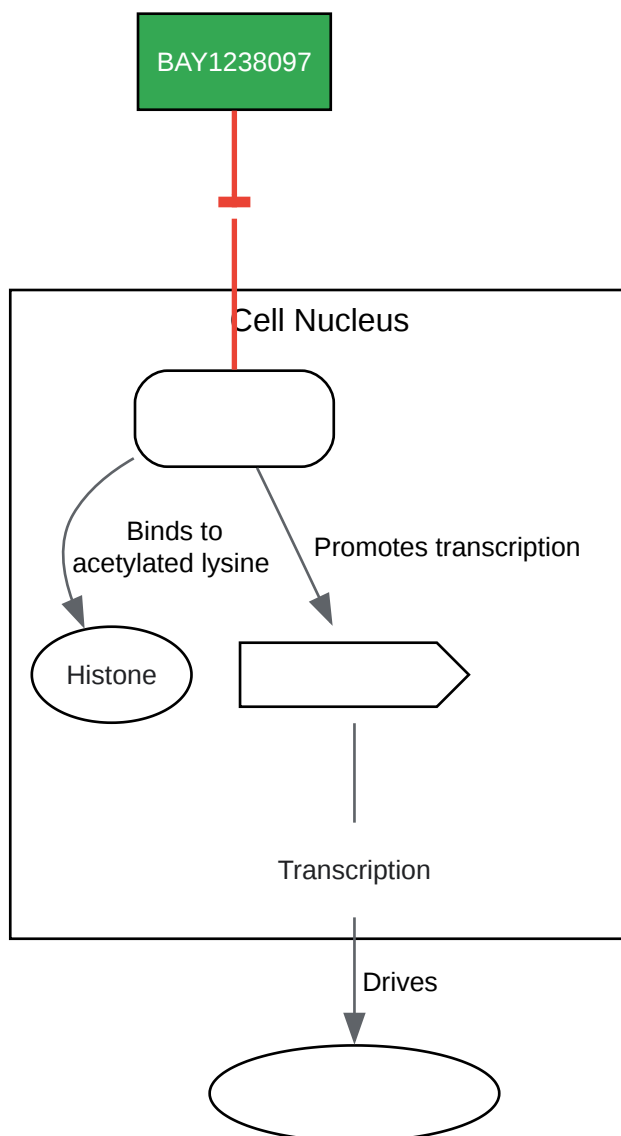 BAY1238097
Cell Nucleus
Binds to
acetylated lysine
Promotes transcription
Histone
Transcription
Drives